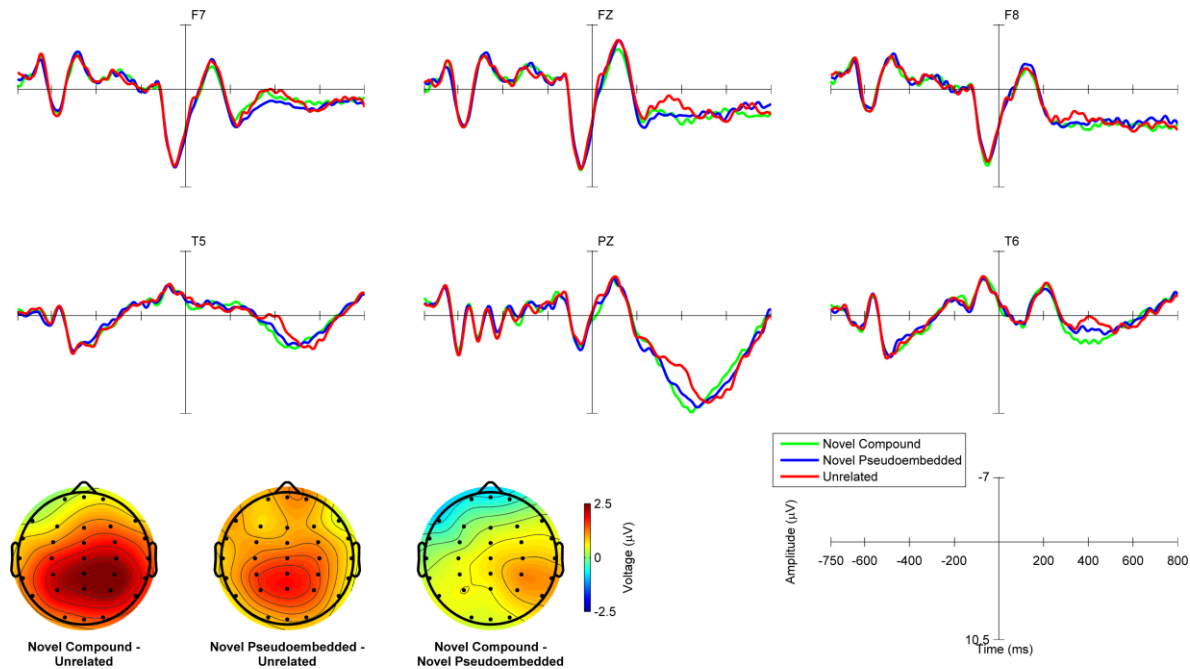 F7
FZ
F8
T5
PZ
T6
Novel Compound
Novel Pseudoembedded
Unrelated
-7
Amplitude (µV)
-750 -600 -400 -200 200 400 600 800
10.5
Time (ms)
2.5
0
-2.5
Voltage (µV)
Novel Compound -
Unrelated
Novel Pseudoembedded -
Unrelated
Novel Compound -
Novel Pseudoembedded